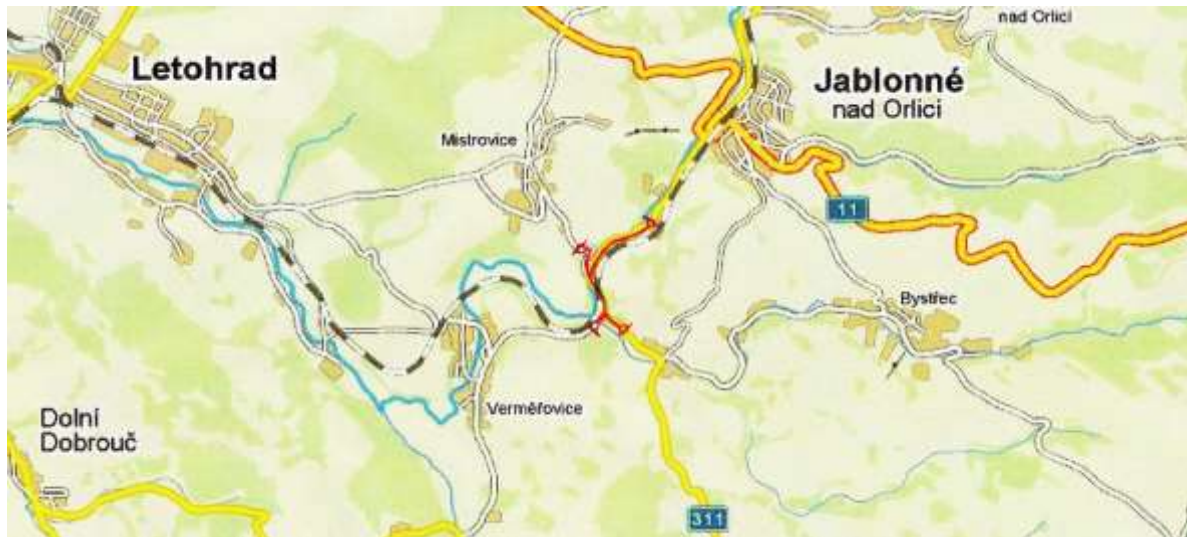 nad Orlicí
Letohrad
Jablonné
nad Orlicí
Mistrovice
11
Bystřec
Verměřovice
Dolní
Dobrouč
311